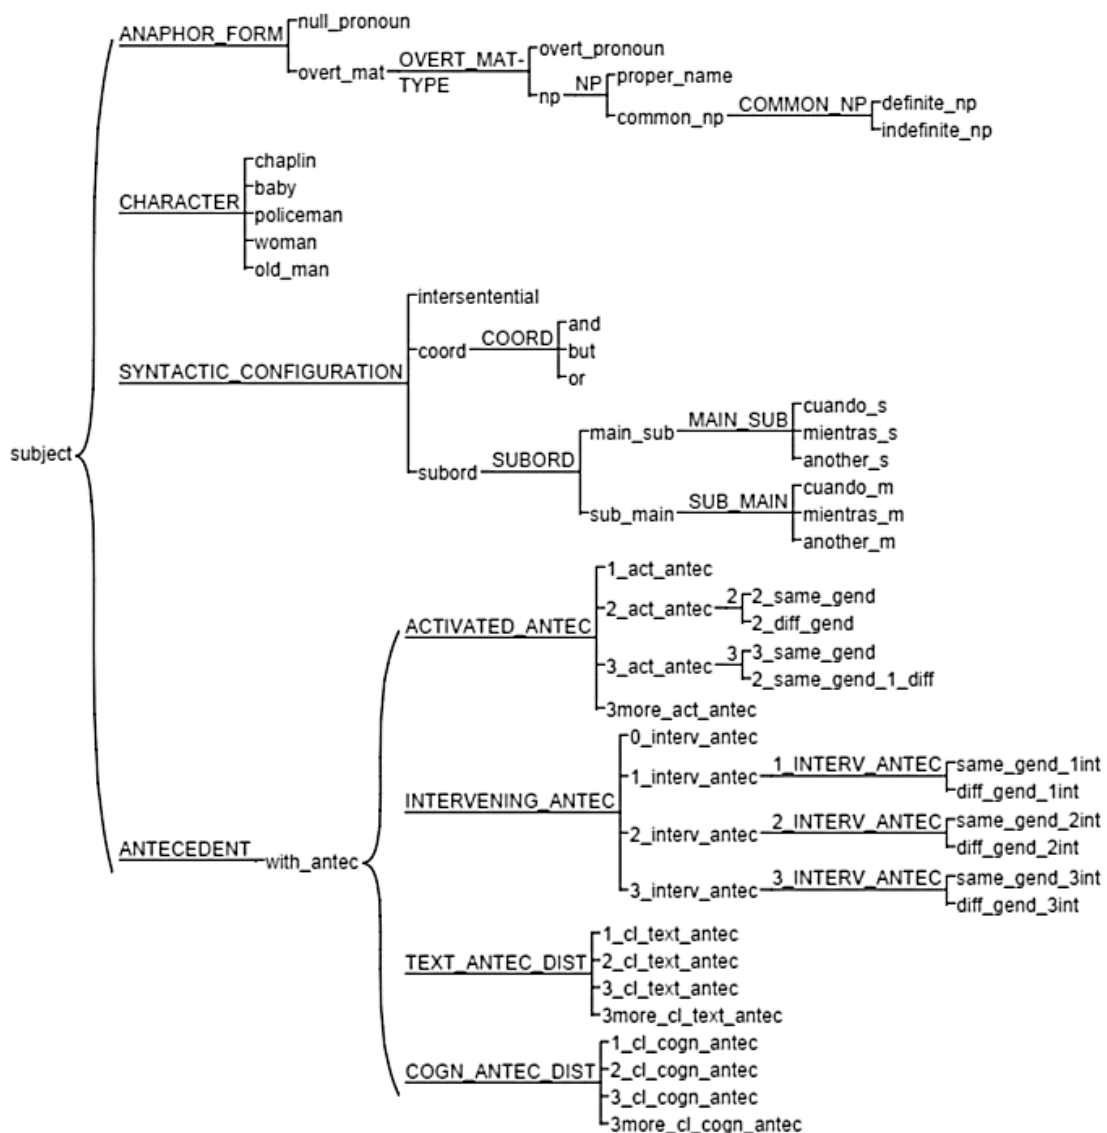 ANAPHOR_FORM
null_pronoun
overt_mat
OVERT_MAT-
TYPE
overt_pronoun
np
NP
proper_name
common_np
COMMON_NP
definite_np
indefinite_np
CHARACTER
chaplin
baby
policeman
woman
old_man
subject
SYNTACTIC_CONFIGURATION
intersentential
coord
COORD
and
but
or
subord
SUBORD
main_sub
MAIN_SUB
cuando_s
mientras_s
another_s
sub_main
SUB_MAIN
cuando_m
mientras_m
another_m
ANTECEDENT
with_antec
ACTIVATED_ANTEC
1_act_antec
2_act_antec
2
2_same_gend
2_diff_gend
3_act_antec
3
3_same_gend
2_same_gend_1_diff
3more_act_antec
INTERVENING_ANTEC
0_interv_antec
1_interv_antec
1_INTERV_ANTEC
same_gend_1int
diff_gend_1int
2_interv_antec
2_INTERV_ANTEC
same_gend_2int
diff_gend_2int
3_interv_antec
3_INTERV_ANTEC
same_gend_3int
diff_gend_3int
TEXT_ANTEC_DIST
1_cl_text_antec
2_cl_text_antec
3_cl_text_antec
3more_cl_text_antec
COGN_ANTEC_DIST
1_cl_cogn_antec
2_cl_cogn_antec
3_cl_cogn_antec
3more_cl_cogn_antec